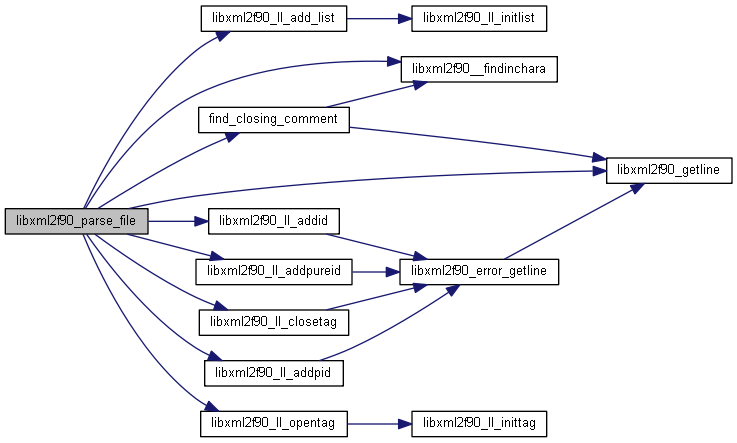 libxml2f90_ll_add_list
libxml2f90_ll_initlist
libxml2f90__findinchara
find_closing_comment
libxml2f90_getline
libxml2f90_parse_file
libxml2f90_ll_addid
libxml2f90_ll_addpureid
libxml2f90_error_getline
libxml2f90_ll_closetag
libxml2f90_ll_addpid
libxml2f90_ll_opentag
libxml2f90_ll_inittag